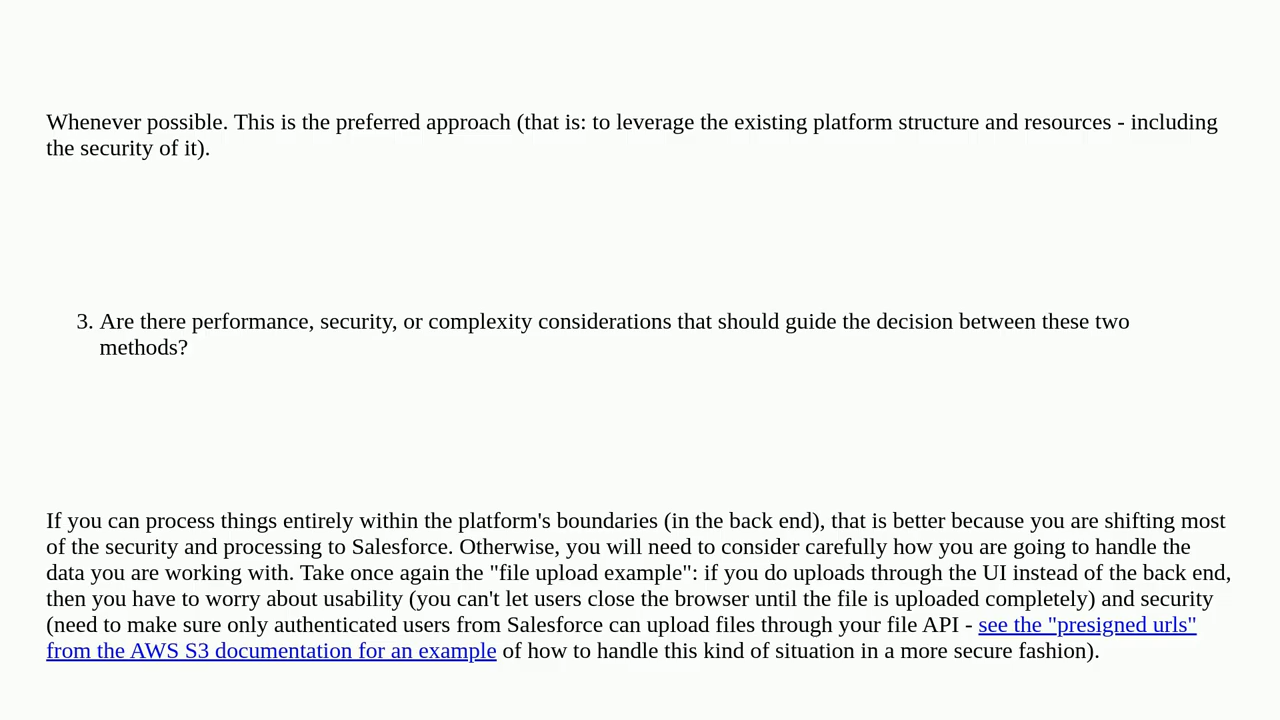 Whenever possible. This is the preferred approach (that is: to leverage the existing platform structure and resources - including
the security of it).
3. Are there performance, security, or complexity considerations that should guide the decision between these two
methods?
If you can process things entirely within the platform's boundaries (in the back end), that is better because you are shifting most
of the security and processing to Salesforce. Otherwise, you will need to consider carefully how you are going to handle the
data you are working with. Take once again the "file upload example": if you do uploads through the UI instead of the back end,
then you have to worry about usability (you can't let users close the browser until the file is uploaded completely) and security
(need to make sure only authenticated users from Salesforce can upload files through your file API - see the "presigned urls"
from the AWS S3 documentation for an example of how to handle this kind of situation in a more secure fashion).